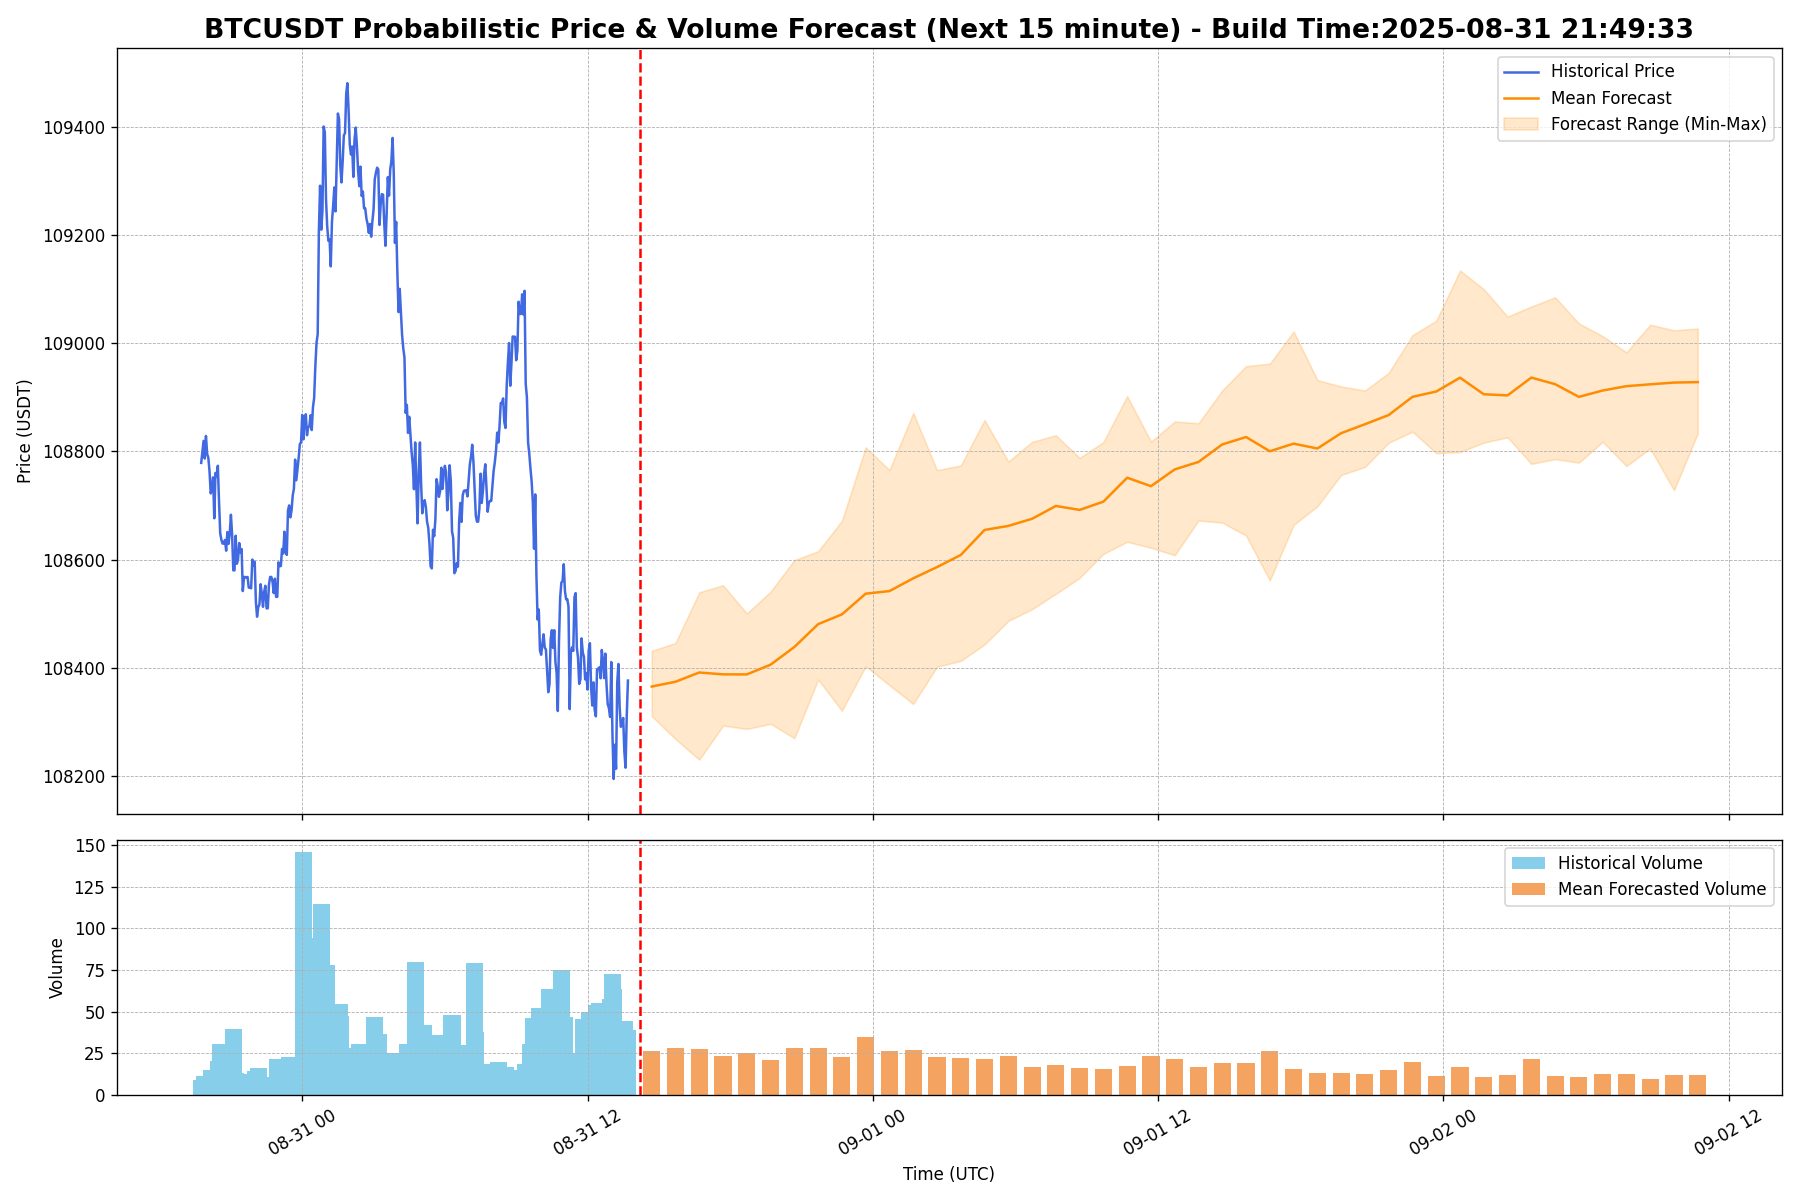 BTCUSDT Probabilistic Price & Volume Forecast (Next 15 minute) - Build Time:2025-08-31 21:49:33
Historical Price
Mean Forecast
Forecast Range (Min-Max)
Price (USDT)
109400
109200
109000
108800
108600
108400
108200
Historical Volume
Mean Forecasted Volume
Volume
150
125
100
75
50
25
0
08-31 00
08-31 12
09-01 00
09-01 12
09-02 00
09-02 12
Time (UTC)